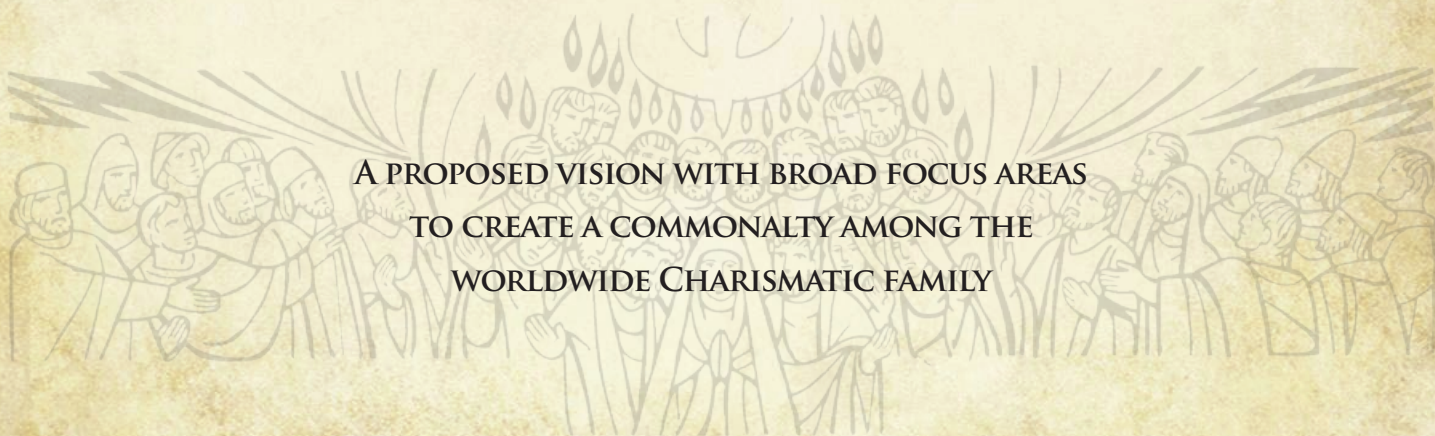 A proposed vision with broad focus areas
to create a commonalty among the
worldwide Charismatic family